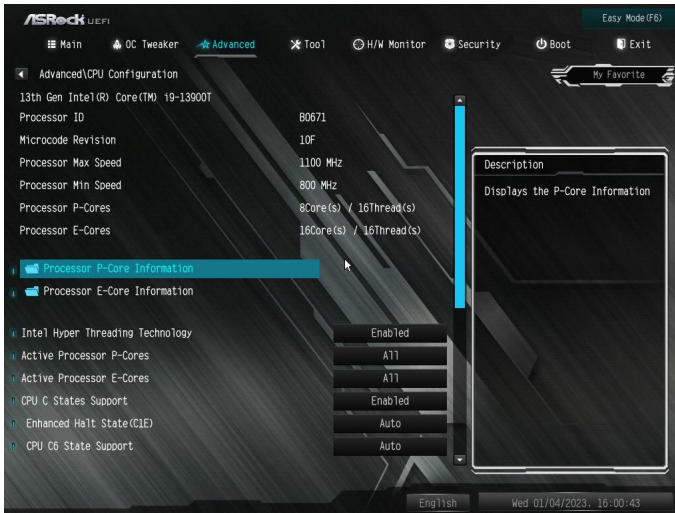 ASRock UEFI
Easy Mode(F6)
Main OC Tweaker Advanced Tool H/W Monitor Security Boot Exit
Advanced\CPU Configuration
My Favorite
13th Gen Intel(R) Core(TM) i9-13900T
Processor ID B0671
Microcode Revision 10F
Processor Max Speed 1100 MHz
Processor Min Speed 800 MHz
Processor P-Cores 8Core(s) / 16Thread(s)
Processor E-Cores 16Core(s) / 16Thread(s)
Processor P-Core Information
Processor E-Core Information
Intel Hyper Threading Technology Enabled
Active Processor P-Cores All
Active Processor E-Cores All
CPU C States Support Enabled
Enhanced Halt State(C1E) Auto
CPU C6 State Support Auto
Description
Displays the P-Core Information
English
Wed 01/04/2023. 16:00:43